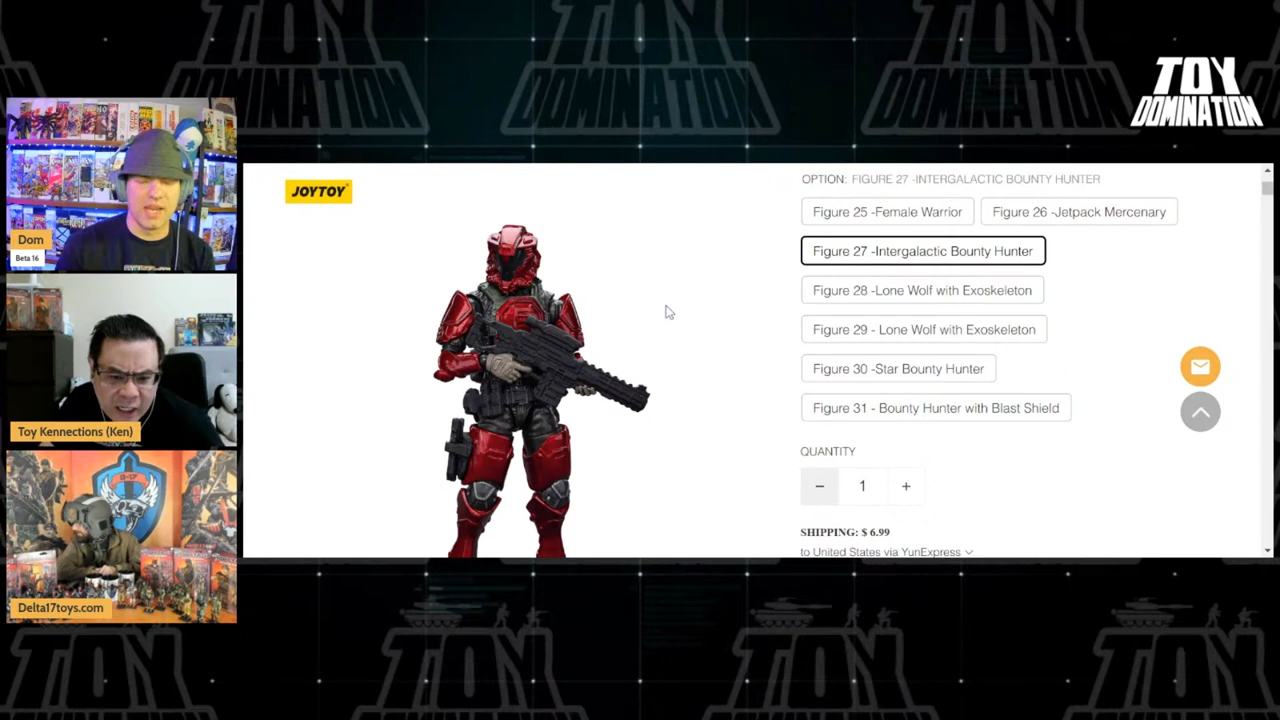 TOY
DOMINATION
Dom
Beta 16
Toy Kennections (Ken)
D-17
Delta17toys.com
JOYTOY
OPTION: FIGURE 27 -INTERGALACTIC BOUNTY HUNTER
Figure 25 -Female Warrior
Figure 26 -Jetpack Mercenary
Figure 27 -Intergalactic Bounty Hunter
Figure 28 -Lone Wolf with Exoskeleton
Figure 29 - Lone Wolf with Exoskeleton
Figure 30 -Star Bounty Hunter
Figure 31 - Bounty Hunter with Blast Shield
QUANTITY
− 1 +
SHIPPING: $ 6.99
to United States via YunExpress